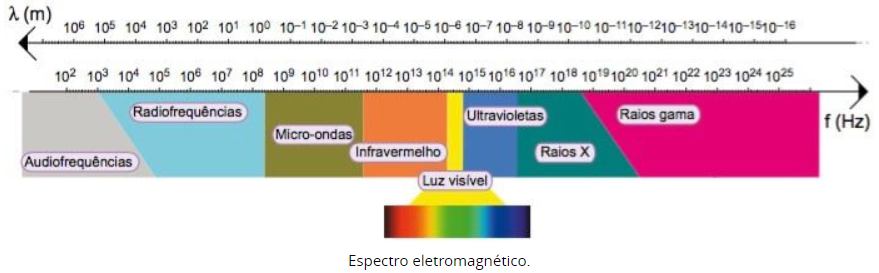 λ (m)
10⁶ 10⁵ 10⁴ 10³ 10² 10¹ 10⁰ 10⁻¹ 10⁻² 10⁻³ 10⁻⁴ 10⁻⁵ 10⁻⁶ 10⁻⁷ 10⁻⁸ 10⁻⁹ 10⁻¹⁰ 10⁻¹¹ 10⁻¹² 10⁻¹³ 10⁻¹⁴ 10⁻¹⁵ 10⁻¹⁶
10² 10³ 10⁴ 10⁵ 10⁶ 10⁷ 10⁸ 10⁹ 10¹⁰ 10¹¹ 10¹² 10¹³ 10¹⁴ 10¹⁵ 10¹⁶ 10¹⁷ 10¹⁸ 10¹⁹ 10²⁰ 10²¹ 10²² 10²³ 10²⁴ 10²⁵
f (Hz)
Radiofrequências
Ultravioletas
Raios gama
Micro-ondas
Infravermelho
Raios X
Audiofrequências
Luz visível
Espectro eletromagnético.